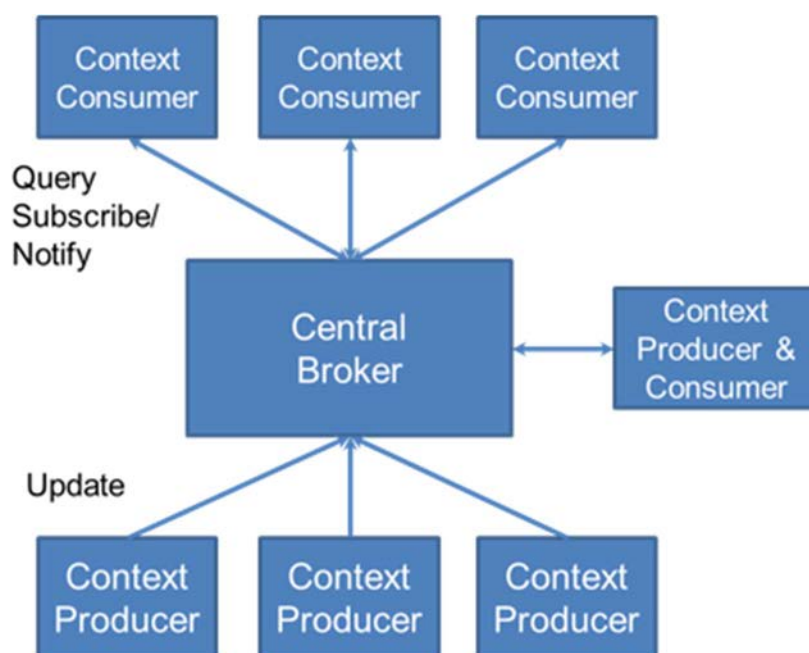 Context
Consumer
Context
Consumer
Context
Consumer
Query
Subscribe/
Notify
Central
Broker
Context
Producer &
Consumer
Update
Context
Producer
Context
Producer
Context
Producer